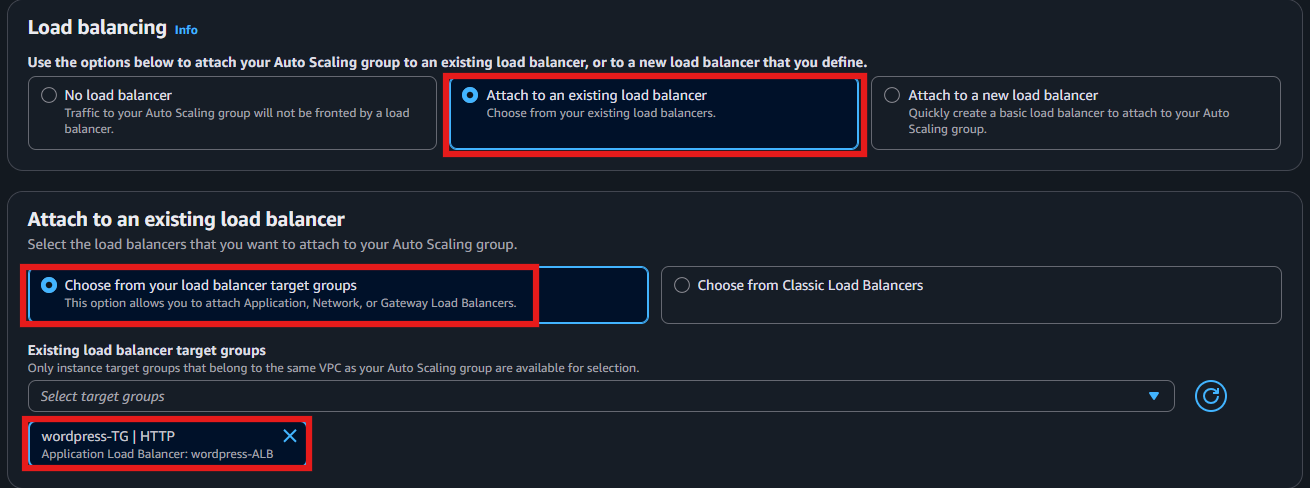 Load balancing Info
Use the options below to attach your Auto Scaling group to an existing load balancer, or to a new load balancer that you define.
No load balancer
Traffic to your Auto Scaling group will not be fronted by a load
balancer.
Attach to an existing load balancer
Choose from your existing load balancers.
Attach to a new load balancer
Quickly create a basic load balancer to attach to your Auto
Scaling group.
Attach to an existing load balancer
Select the load balancers that you want to attach to your Auto Scaling group.
Choose from your load balancer target groups
This option allows you to attach Application, Network, or Gateway Load Balancers.
Choose from Classic Load Balancers
Existing load balancer target groups
Only instance target groups that belong to the same VPC as your Auto Scaling group are available for selection.
Select target groups
wordpress-TG | HTTP
Application Load Balancer: wordpress-ALB